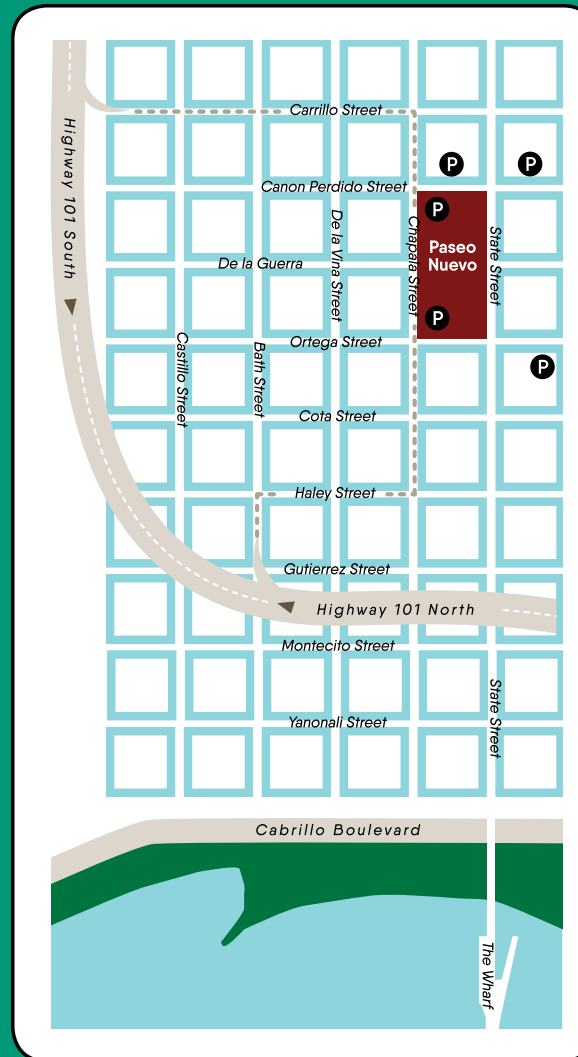 Carrillo Street
Highway 101 South
P
P
Canon Perdido Street
P
De la Vina Street
Chapala Street
Paseo
Nuevo
State Street
De la Guerra
P
Castillo Street
Bath Street
Ortega Street
P
Cota Street
Haley Street
Gutierrez Street
Highway 101 North
Montecito Street
State Street
Yanonali Street
Cabrillo Boulevard
The Wharf